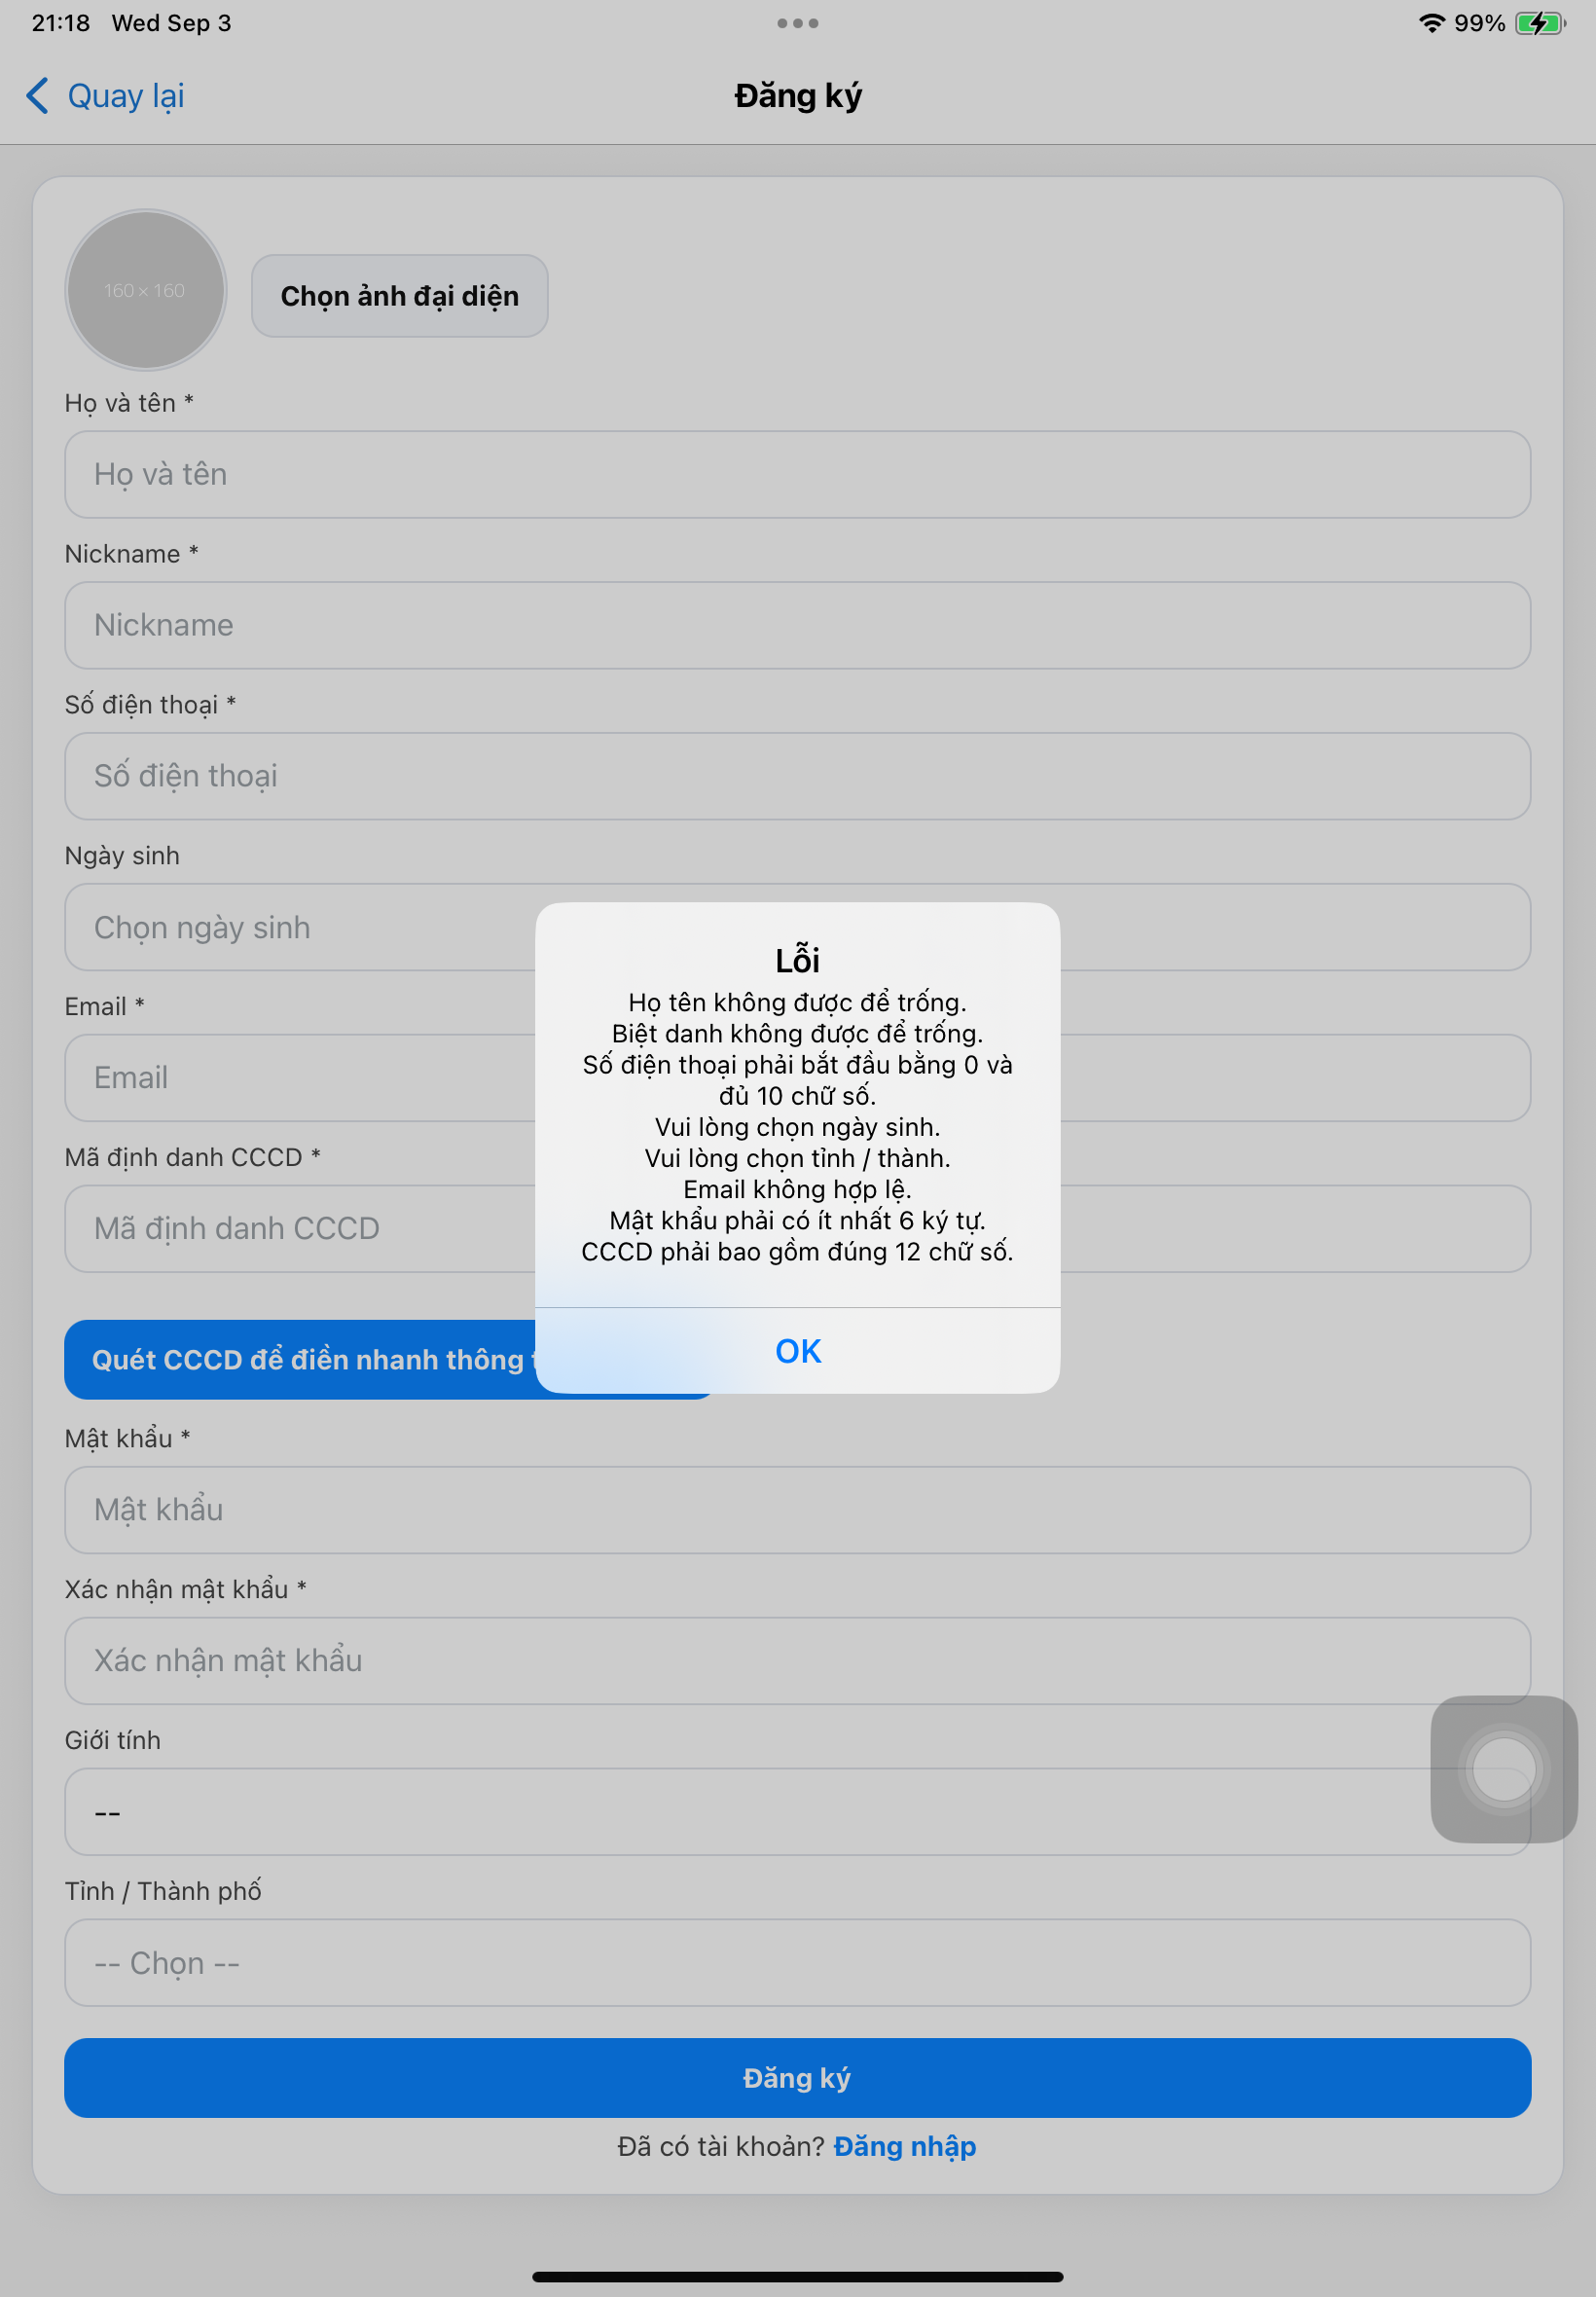 21:18 Wed Sep 3
99%
Quay lại
Đăng ký
160 × 160
Chọn ảnh đại diện
Họ và tên *
Họ và tên
Nickname *
Nickname
Số điện thoại *
Số điện thoại
Ngày sinh
Chọn ngày sinh
Email *
Email
Mã định danh CCCD *
Mã định danh CCCD
Quét CCCD để điền nhanh thông
Lỗi
Họ tên không được để trống.
Biệt danh không được để trống.
Số điện thoại phải bắt đầu bằng 0 và
đủ 10 chữ số.
Vui lòng chọn ngày sinh.
Vui lòng chọn tỉnh / thành.
Email không hợp lệ.
Mật khẩu phải có ít nhất 6 ký tự.
CCCD phải bao gồm đúng 12 chữ số.
OK
Mật khẩu *
Mật khẩu
Xác nhận mật khẩu *
Xác nhận mật khẩu
Giới tính
--
Tỉnh / Thành phố
-- Chọn --
Đăng ký
Đã có tài khoản? Đăng nhập